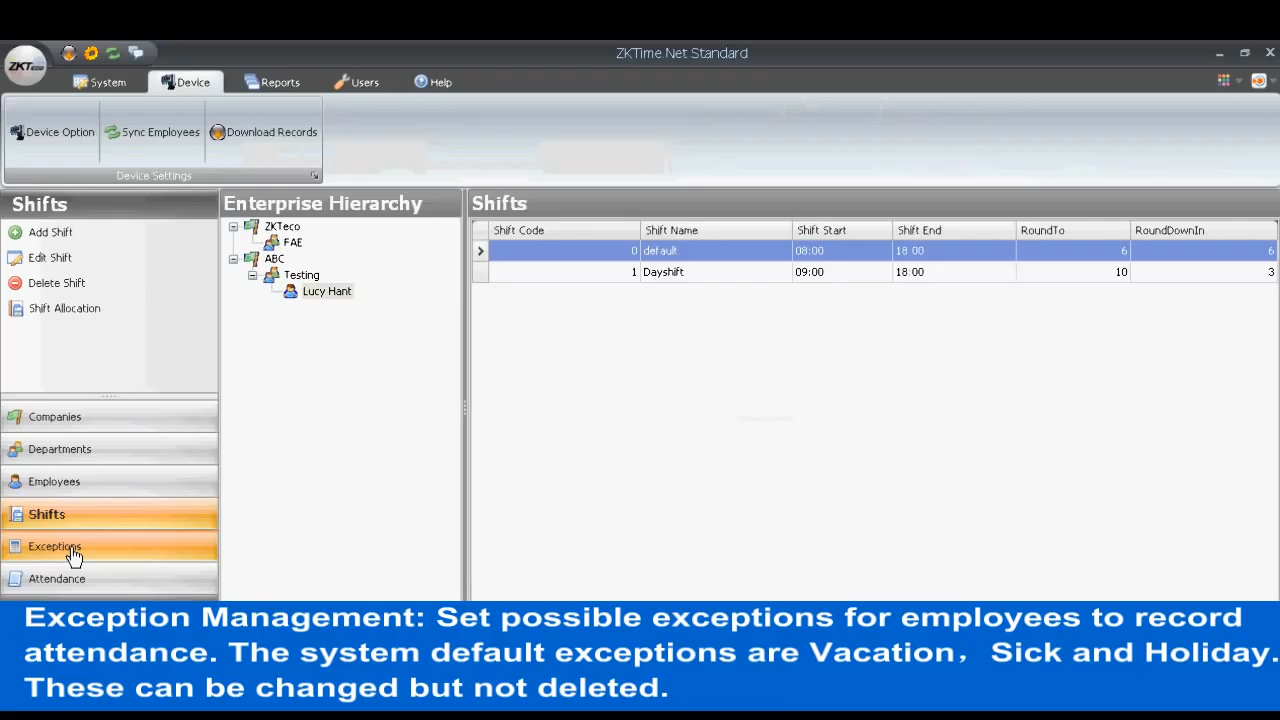 ZKTime.Net Standard
ZKTECO
System Device Reports Users Help
Device Option Sync Employees Download Records
Device Settings
Shifts
Add Shift
Edit Shift
Delete Shift
Shift Allocation
Companies
Departments
Employees
Shifts
Exceptions
Attendance
Enterprise Hierarchy
ZKTeco
FAE
ABC
Testing
Lucy Hant
Shifts
Shift Code Shift Name Shift Start Shift End RoundTo RoundDownIn
0 default 08:00 18:00 6 6
1 Dayshift 09:00 18:00 10 3
Exception Management: Set possible exceptions for employees to record
attendance. The system default exceptions are Vacation， Sick and Holiday.
These can be changed but not deleted.